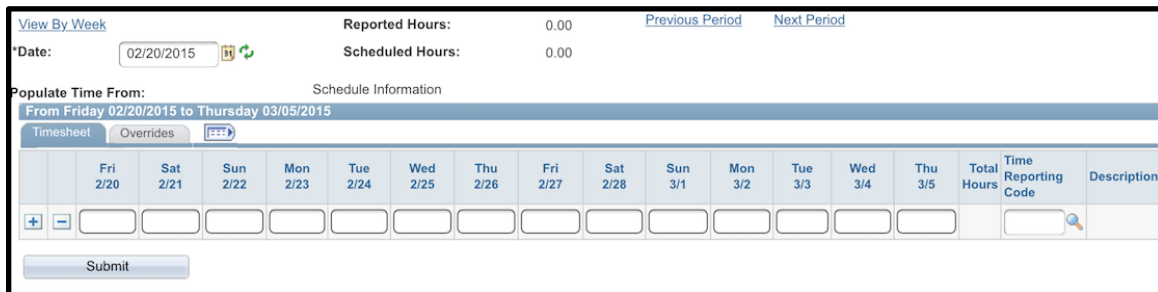 View By Week Reported Hours: 0.00 Previous Period Next Period
*Date: 02/20/2015 31 Scheduled Hours: 0.00
Populate Time From: Schedule Information
From Friday 02/20/2015 to Thursday 03/05/2015
Timesheet Overrides
Fri 2/20 Sat 2/21 Sun 2/22 Mon 2/23 Tue 2/24 Wed 2/25 Thu 2/26 Fri 2/27 Sat 2/28 Sun 3/1 Mon 3/2 Tue 3/3 Wed 3/4 Thu 3/5 Total Hours Time Reporting Code Description
Submit